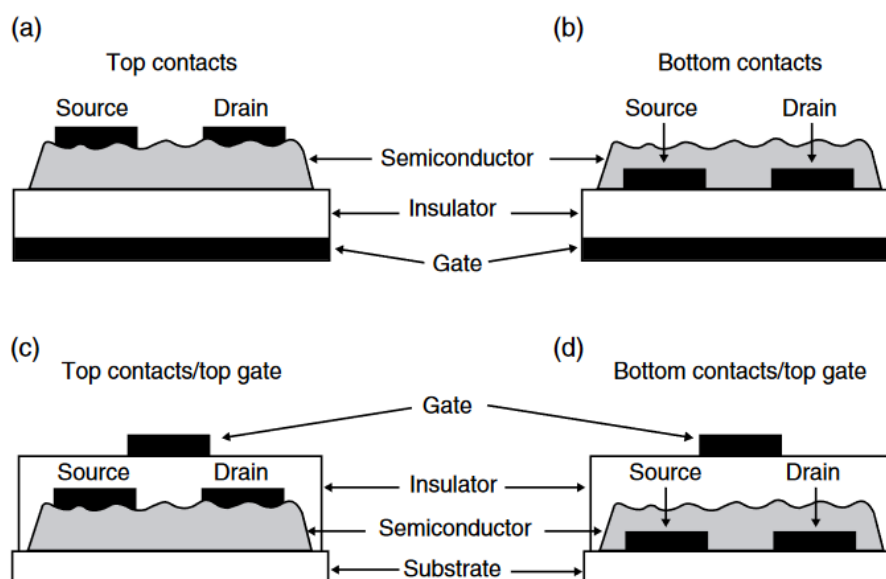 (a)
(b)
Top contacts
Bottom contacts
Source
Drain
Source
Drain
Semiconductor
Insulator
Gate
(c)
(d)
Top contacts/top gate
Bottom contacts/top gate
Gate
Source
Drain
Source
Drain
Insulator
Semiconductor
Substrate